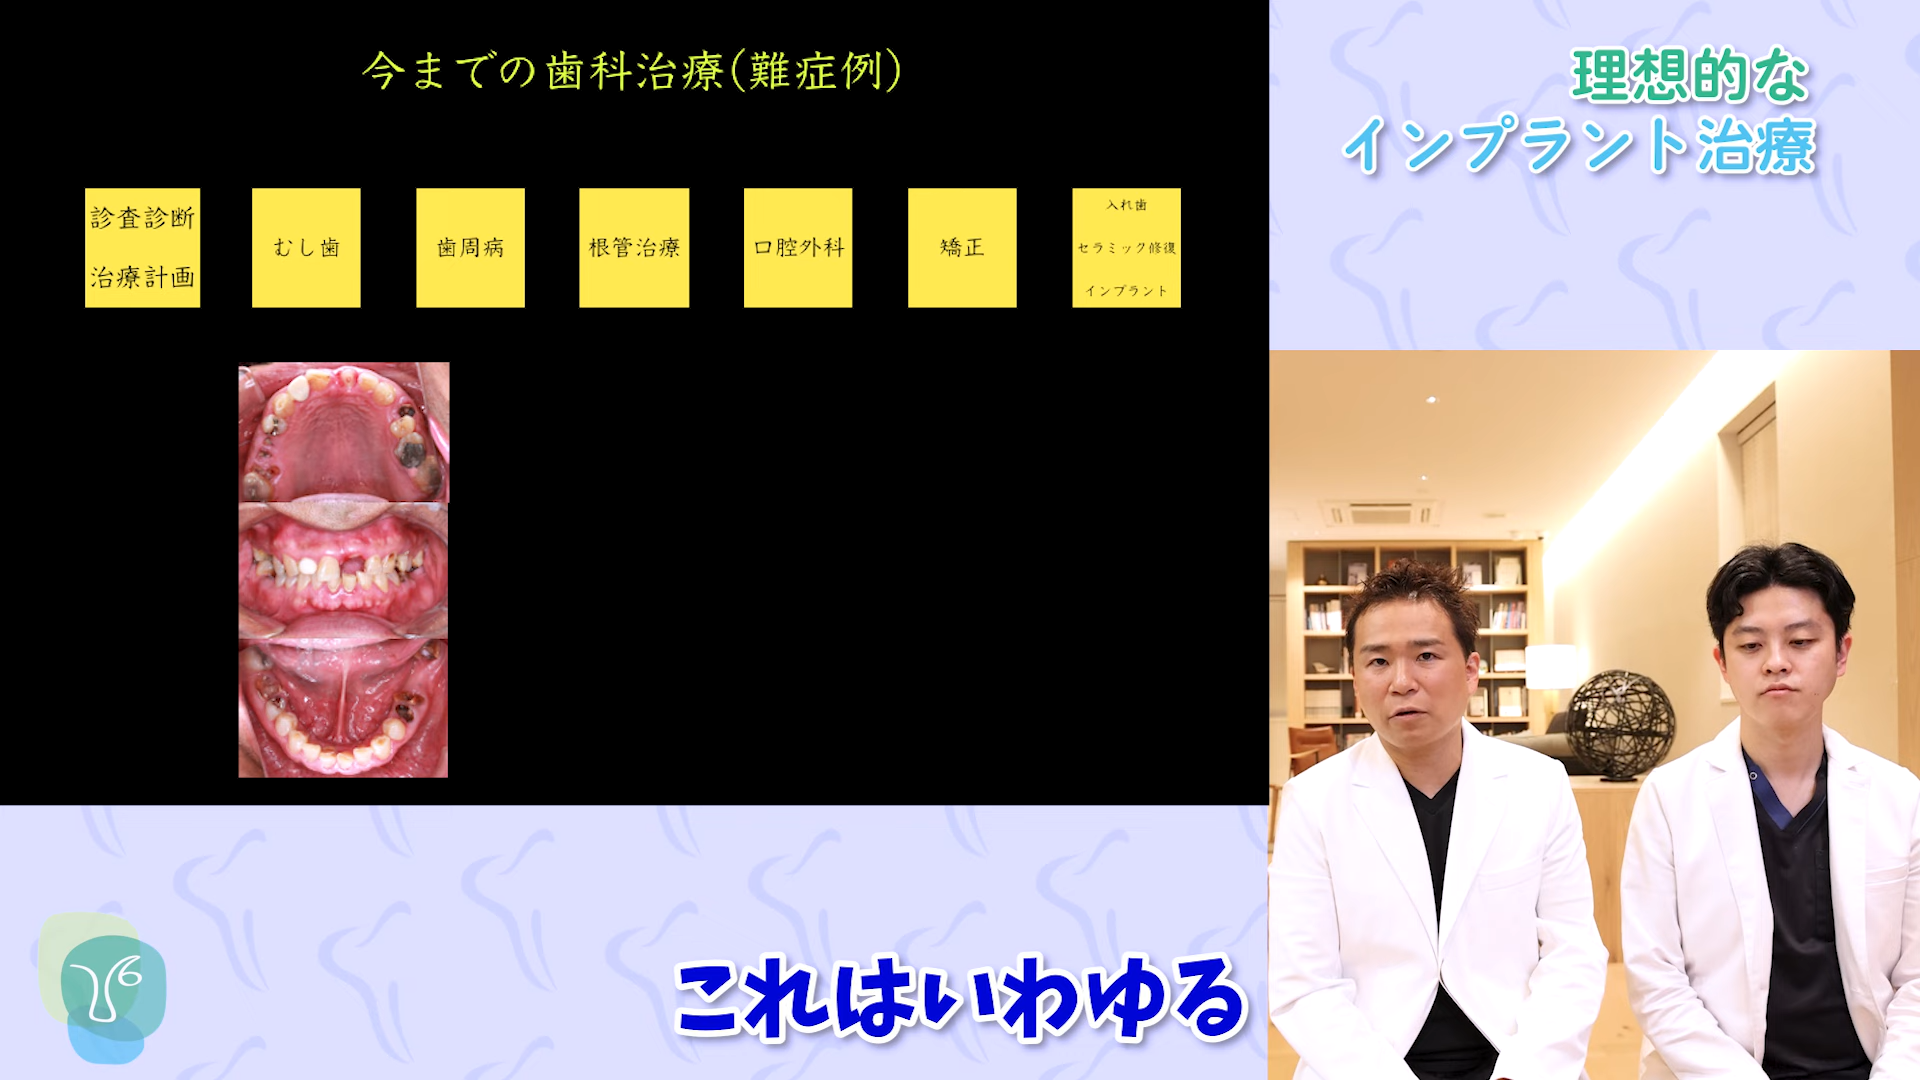 今までの歯科治療(難症例)
診査診断
治療計画
むし歯
歯周病
根管治療
口腔外科
矯正
入れ歯
セラミック修復
インプラント
理想的な
インプラント治療
これはいわゆる